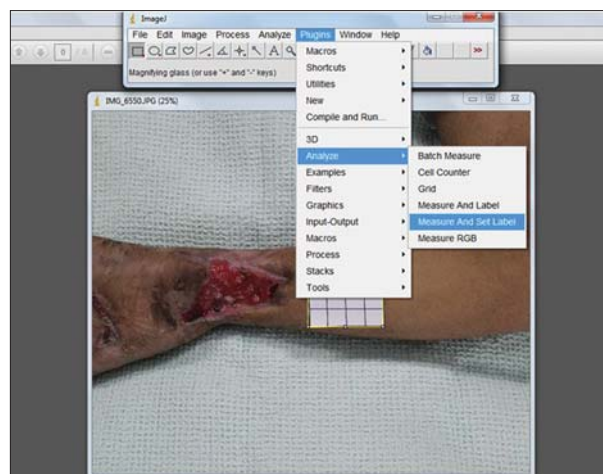 ImageJ
File Edit Image Process Analyze Plugins Window Help
Magnifying glass (or use "+" and "-" keys)
IMG_6550.JPG (25%)
Macros
Shortcuts
Utilities
New
Compile and Run...
3D
Analyze
Examples
Filters
Graphics
Input-Output
Macros
Process
Stacks
Tools
Batch Measure
Cell Counter
Grid
Measure And Label
Measure And Set Label
Measure RGB